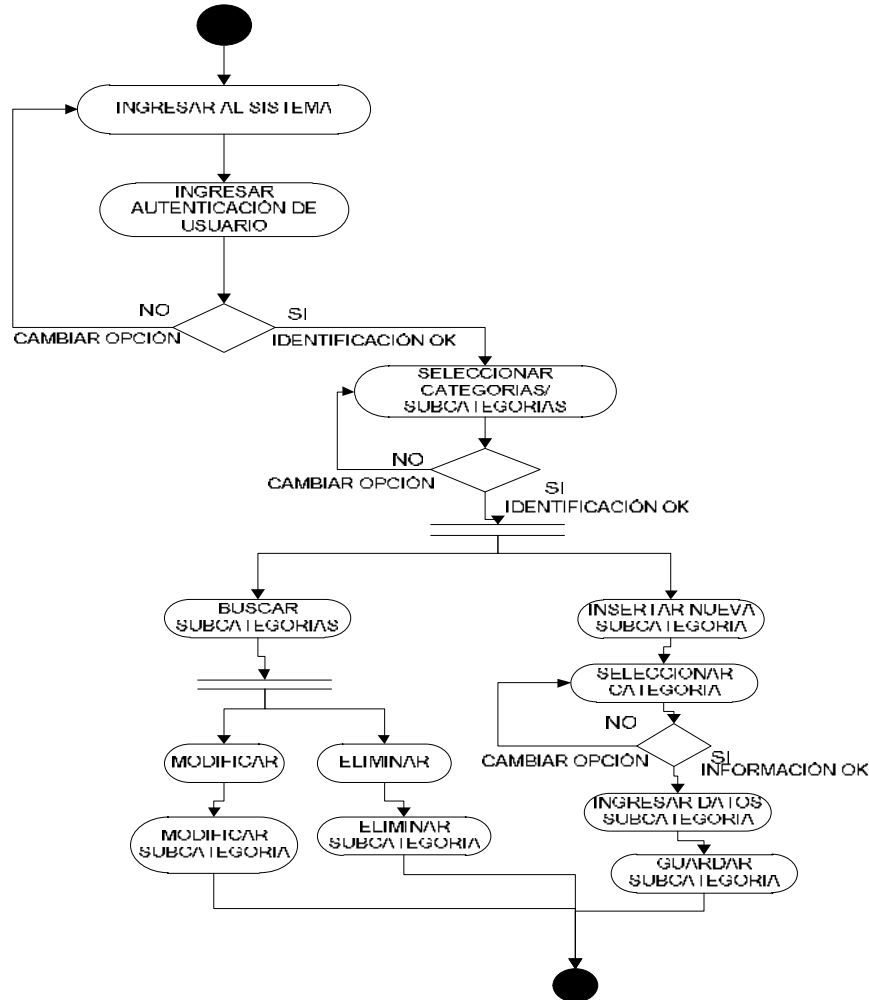 INGRESAR AL SISTEMA
INGRESAR
AUTENTICACIÓN DE
USUARIO
NO
SI
CAMBIAR OPCIÓN
IDENTIFICACIÓN OK
SELECCIONAR
CATEGORIAS/
SUBCATEGORIAS
NO
CAMBIAR OPCIÓN
SI
IDENTIFICACIÓN OK
BUSCAR
SUBCATEGORIAS
INSERTAR NUEVA
SUBCATEGORIA
SELECCIONAR
CATEGORIA
NO
CAMBIAR OPCIÓN
SI
INFORMACIÓN OK
MODIFICAR
ELIMINAR
INGRESAR DATOS
SUBCATEGORIA
MODIFICAR
SUBCATEGORIA
ELIMINAR
SUBCATEGORIA
GUARDAR
SUBCATEGORIA